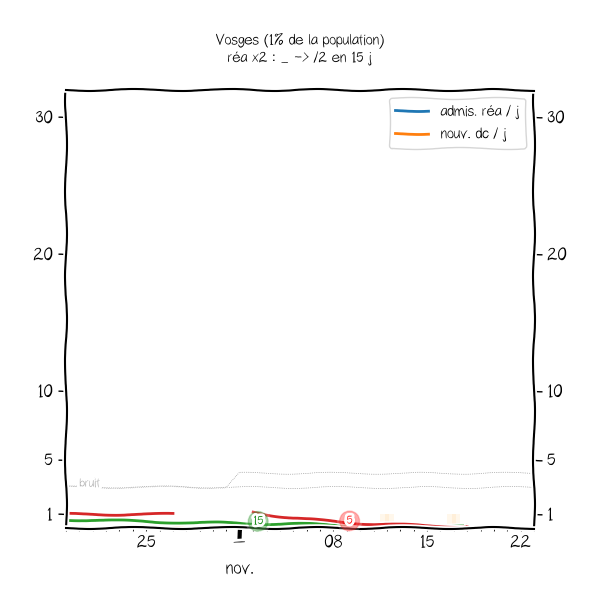 Vosges (1% de la population)
réa x2 : _ -> /2 en 15 j
admis. réa / j
nouv. dc / j
30
30
20
20
10
10
5
5
bruit
1
15
1
25
1
08
15
22
nov.